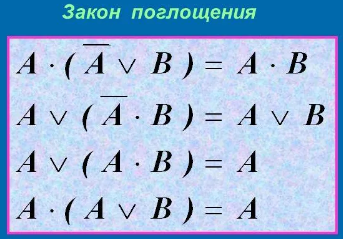 Закон поглощения
A · ( A̅ ∨ B ) = A · B
A ∨ ( A̅ · B ) = A ∨ B
A ∨ ( A · B ) = A
A · ( A ∨ B ) = A